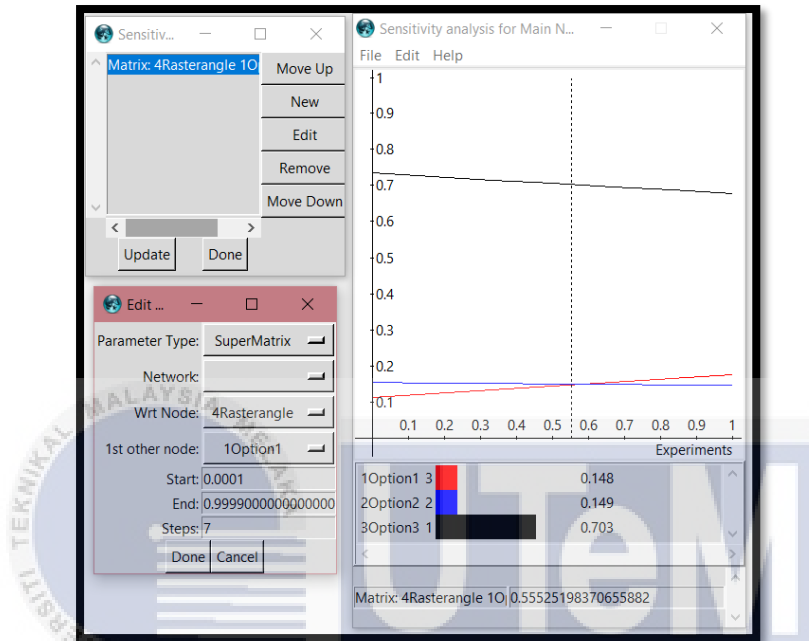 Sensitiv...
Matrix: 4Rasterangle 1O
Move Up
New
Edit
Remove
Move Down
Update
Done
Edit ...
Parameter Type:
SuperMatrix
Network:
Wrt Node:
4Rasterangle
1st other node:
1Option1
Start:
0.0001
End:
0.9999000000000000
Steps:
7
Done
Cancel
Sensitivity analysis for Main N...
File Edit Help
1
0.9
0.8
0.7
0.6
0.5
0.4
0.3
0.2
0.1
0.1 0.2 0.3 0.4 0.5 0.6 0.7 0.8 0.9 1
Experiments
1Option1 3 0.148
2Option2 2 0.149
3Option3 1 0.703
Matrix: 4Rasterangle 1O 0.55525198370655882
MALAYSIA
MELAKA
TEKNIKAL
UTeM